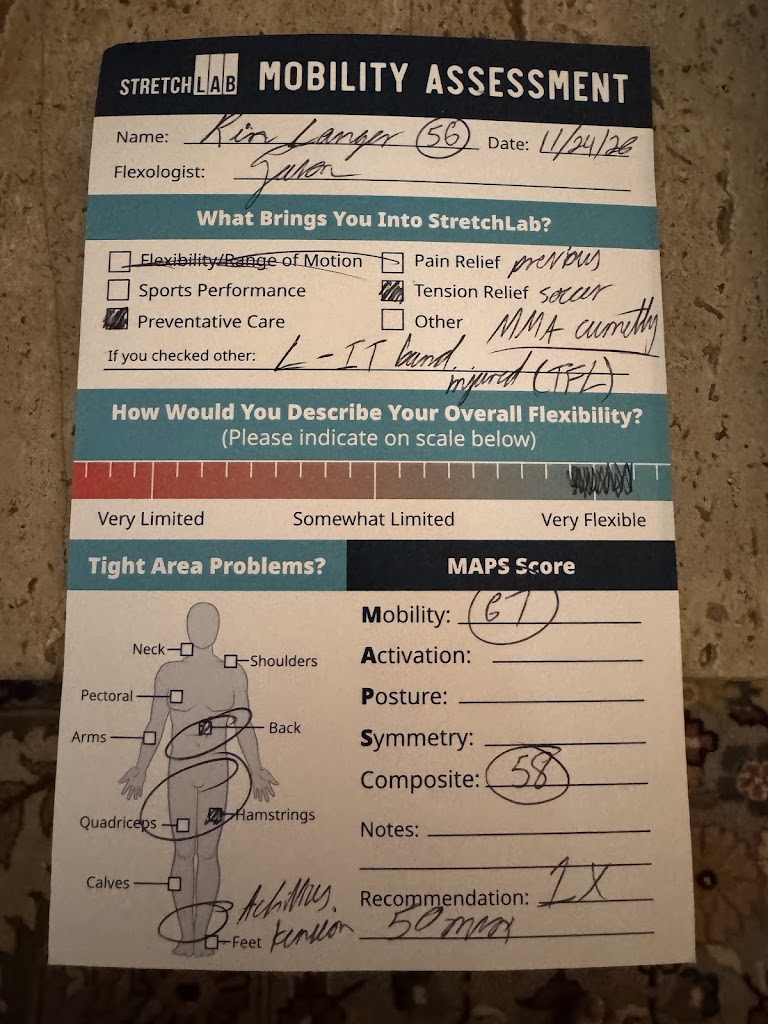 STRETCHLAB MOBILITY ASSESSMENT
Name: Kin Langer 56 Date: 11/24/26
Flexologist: Jason
What Brings You Into StretchLab?
Flexibility/Range of Motion Pain Relief previous
Sports Performance Tension Relief soccer
Preventative Care Other MMA currently
If you checked other: L-IT band
injured (TFL)
How Would You Describe Your Overall Flexibility?
(Please indicate on scale below)
Very Limited Somewhat Limited Very Flexible
Tight Area Problems? MAPS Score
Mobility: 67
Neck Shoulders Activation:
Pectoral Posture:
Arms Back Symmetry:
Composite: 58
Quadriceps Hamstrings Notes:
Calves
Recommendation: 1X
Achilles
Feet tension 50 min